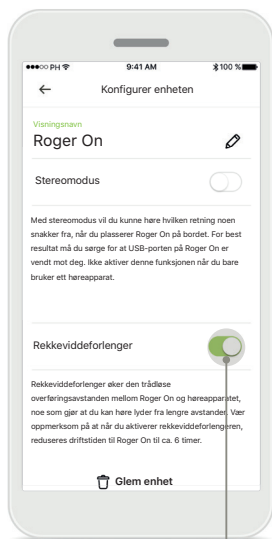 PH 9:41 AM 100 %
Konfigurer enheten
Visningsnavn
Roger On
Stereomodus
Med stereomodus vil du kunne høre hvilken retning noen
snakker fra, når du plasserer Roger On på bordet. For best
resultat må du sørge for at USB-porten på Roger On er
vendt mot deg. Ikke aktiver denne funksjonen når du bare
bruker ett høreapparat.
Rekkeviddeforlenger
Rekkeviddeforlenger øker den trådløse
overføringsavstanden mellom Roger On og høreapparatet,
noe som gjør at du kan høre lyder fra lengre avstander. Vær
oppmerksom på at når du aktiverer rekkeviddeforlengeren,
reduseres driftstiden til Roger On til ca. 6 timer.
Glem enhet